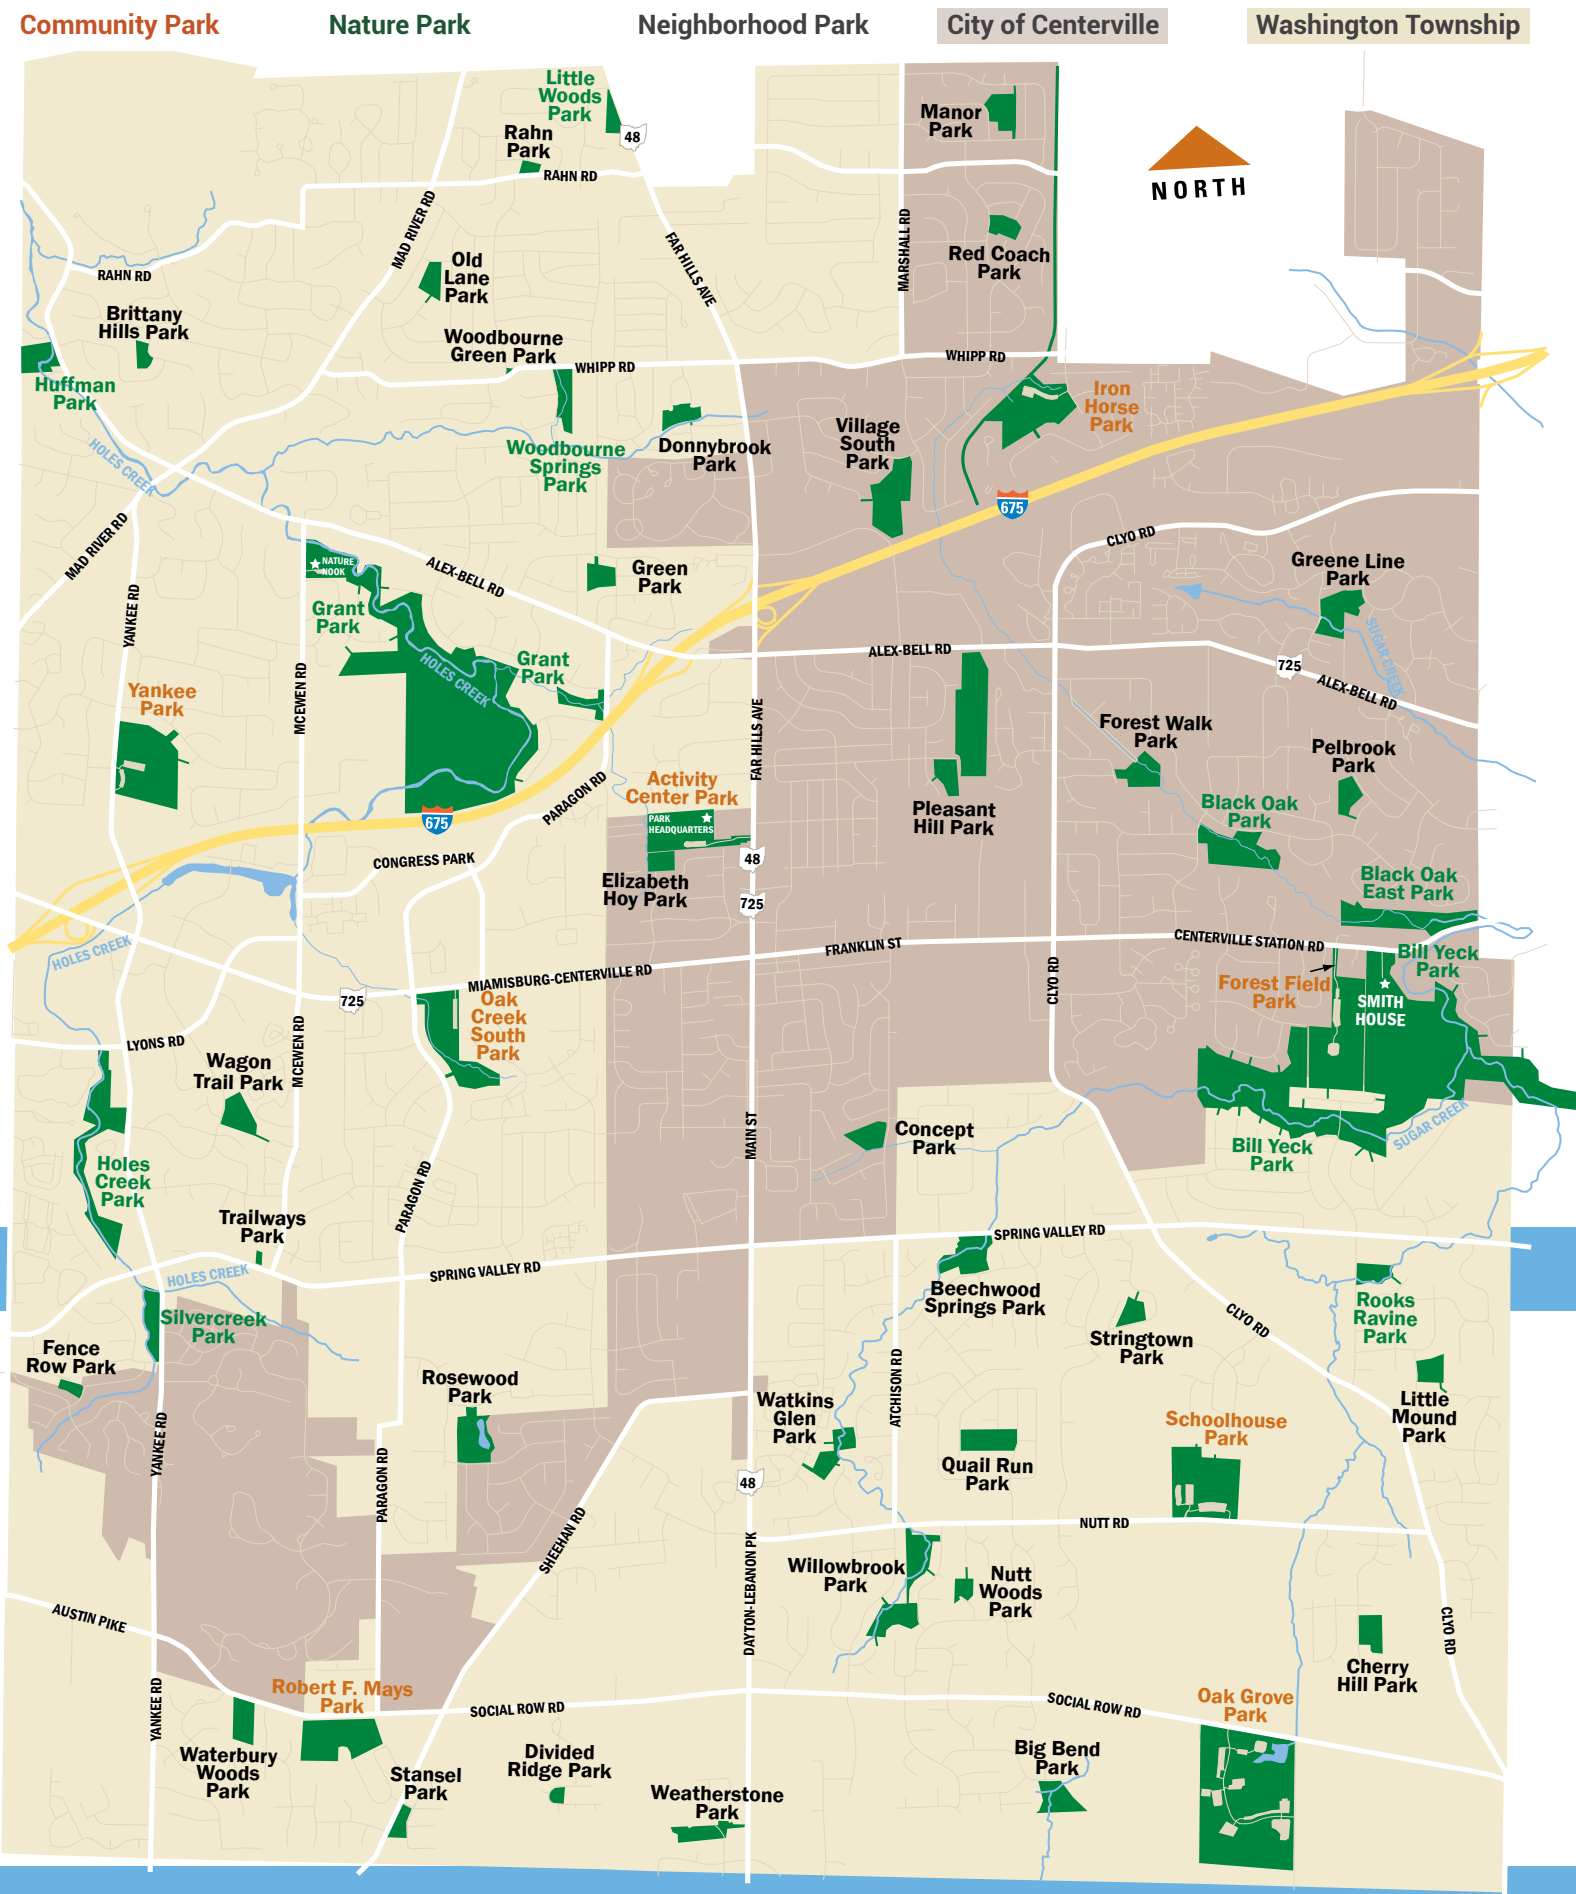 Community Park
Nature Park
Neighborhood Park
City of Centerville
Washington Township
Little
Woods
Park
48
Rahn
Park
RAHN RD
Manor
Park
NORTH
MAD RIVER RD
FAR HILLS AVE
MARSHALL RD
Red Coach
Park
RAHN RD
Old
Lane
Park
Brittany
Hills Park
Woodbourne
Green Park
WHIPP RD
WHIPP RD
Huffman
Park
Iron
Horse
Park
Village
South
Park
Woodbourne
Springs
Park
Donnybrook
Park
HOLES CREEK
675
CLYO RD
MAD RIVER RD
NATURE
NOOK
ALEX-BELL RD
Green
Park
Greene Line
Park
YANKEE RD
Grant
Park
HOLES CREEK
Grant
Park
ALEX-BELL RD
SUGAR CREEK
725
ALEX-BELL RD
MCEWEN RD
Yankee
Park
FAR HILLS AVE
Forest Walk
Park
Pelbrook
Park
Activity
Center Park
PARAGON RD
Pleasant
Hill Park
Black Oak
Park
675
PARK
HEADQUARTERS
CONGRESS PARK
48
Elizabeth
Hoy Park
725
Black Oak
East Park
HOLES CREEK
MIAMISBURG-CENTERVILLE RD
FRANKLIN ST
CENTERVILLE STATION RD
Bill Yeck
Park
CLYO RD
Forest Field
Park
SMITH
HOUSE
725
Oak
Creek
South
Park
LYONS RD
MCEWEN RD
Wagon
Trail Park
MAIN ST
Concept
Park
SUGAR CREEK
Bill Yeck
Park
Holes
Creek
Park
PARAGON RD
Trailways
Park
SPRING VALLEY RD
SPRING VALLEY RD
HOLES CREEK
Beechwood
Springs Park
Rooks
Ravine
Park
Silvercreek
Park
CLYO RD
Stringtown
Park
Fence
Row Park
Rosewood
Park
ATCHISON RD
Watkins
Glen
Park
Little
Mound
Park
Schoolhouse
Park
YANKEE RD
PARAGON RD
Quail Run
Park
48
SHEEHAN RD
NUTT RD
DAYTON-LEBANON PK
Willowbrook
Park
Nutt
Woods
Park
AUSTIN PIKE
CLYO RD
Cherry
Hill Park
YANKEE RD
Robert F. Mays
Park
SOCIAL ROW RD
SOCIAL ROW RD
Oak Grove
Park
Waterbury
Woods
Park
Stansel
Park
Divided
Ridge Park
Weatherstone
Park
Big Bend
Park